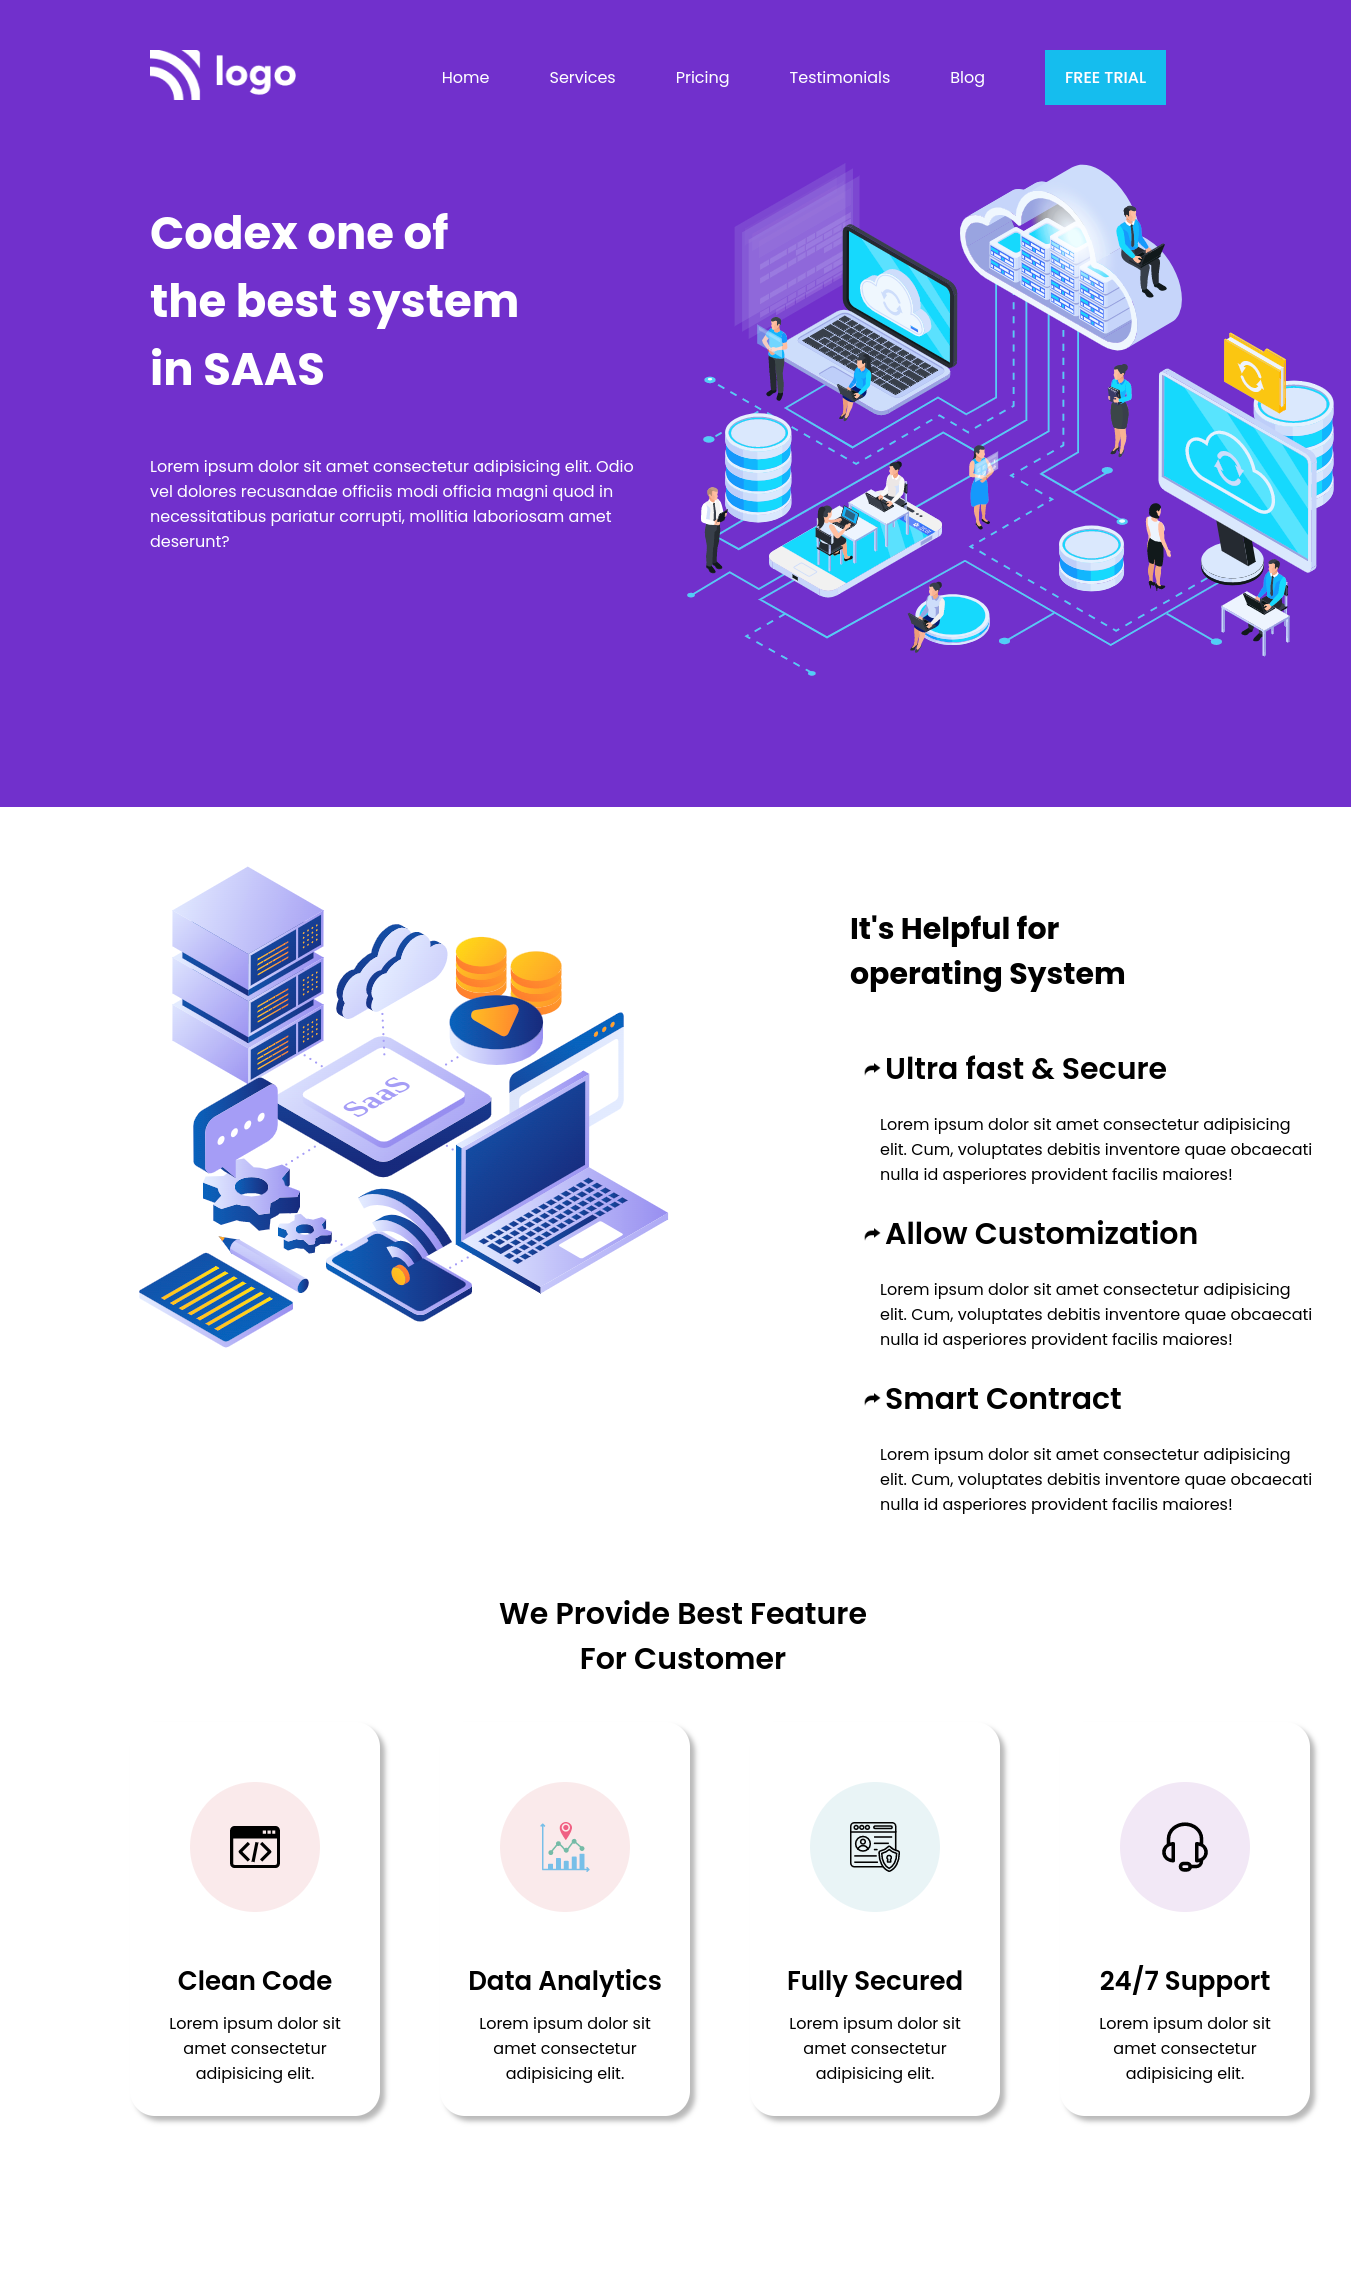 logo
Home
Services
Pricing
Testimonials
Blog
FREE TRIAL
Codex one of
the best system
in SAAS
Lorem ipsum dolor sit amet consectetur adipisicing elit. Odio
vel dolores recusandae officiis modi officia magni quod in
necessitatibus pariatur corrupti, mollitia laboriosam amet
deserunt?
SaaS
It's Helpful for
operating System
Ultra fast & Secure
Lorem ipsum dolor sit amet consectetur adipisicing
elit. Cum, voluptates debitis inventore quae obcaecati
nulla id asperiores provident facilis maiores!
Allow Customization
Lorem ipsum dolor sit amet consectetur adipisicing
elit. Cum, voluptates debitis inventore quae obcaecati
nulla id asperiores provident facilis maiores!
Smart Contract
Lorem ipsum dolor sit amet consectetur adipisicing
elit. Cum, voluptates debitis inventore quae obcaecati
nulla id asperiores provident facilis maiores!
We Provide Best Feature
For Customer
Clean Code
Lorem ipsum dolor sit
amet consectetur
adipisicing elit.
Data Analytics
Lorem ipsum dolor sit
amet consectetur
adipisicing elit.
Fully Secured
Lorem ipsum dolor sit
amet consectetur
adipisicing elit.
24/7 Support
Lorem ipsum dolor sit
amet consectetur
adipisicing elit.